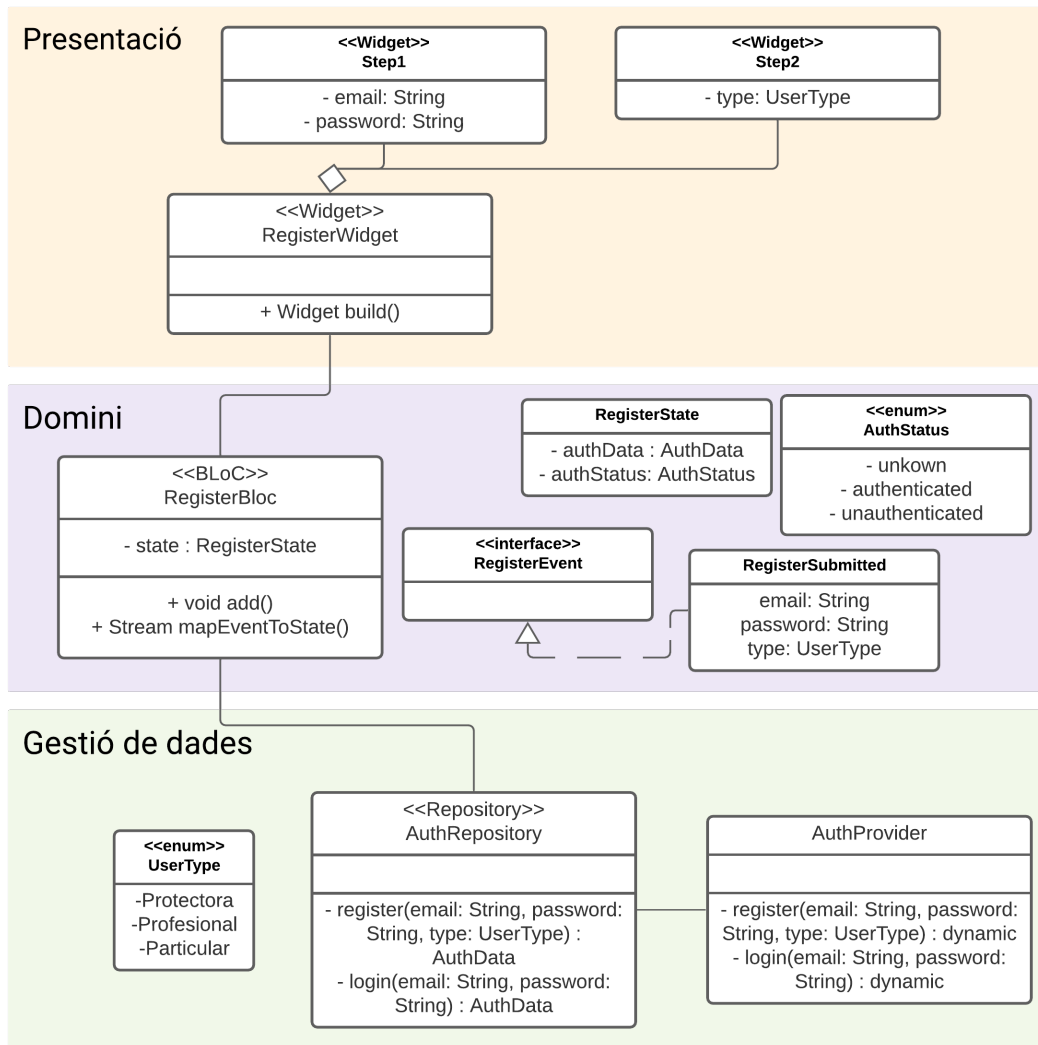 Presentació
<<Widget>>
Step1
- email: String
- password: String
<<Widget>>
Step2
- type: UserType
<<Widget>>
RegisterWidget
+ Widget build()
Domini
<<BLoC>>
RegisterBloc
- state : RegisterState
+ void add()
+ Stream mapEventToState()
RegisterState
- authData : AuthData
- authStatus: AuthStatus
<<enum>>
AuthStatus
- unkown
- authenticated
- unauthenticated
<<interface>>
RegisterEvent
RegisterSubmitted
email: String
password: String
type: UserType
Gestió de dades
<<enum>>
UserType
-Protectora
-Profesional
-Particular
<<Repository>>
AuthRepository
- register(email: String, password:
String, type: UserType) :
AuthData
- login(email: String, password:
String) : AuthData
AuthProvider
- register(email: String, password:
String, type: UserType) : dynamic
- login(email: String, password:
String) : dynamic